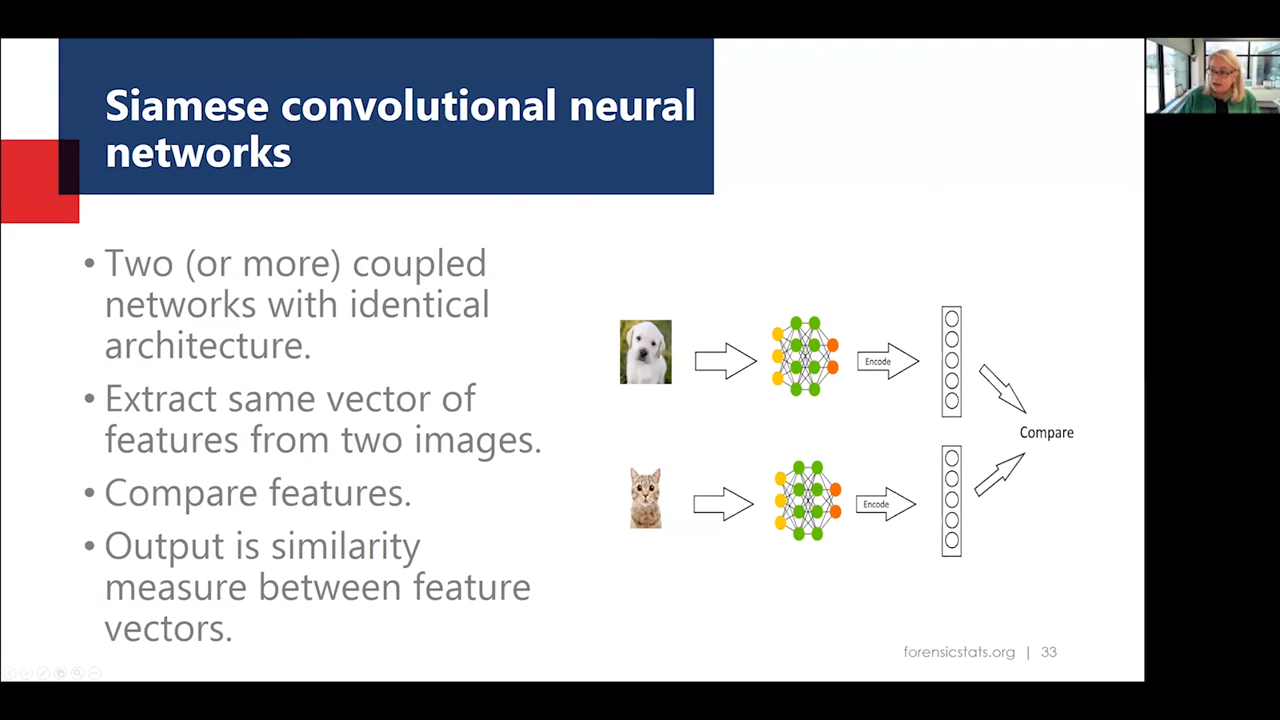 Siamese convolutional neural
networks
• Two (or more) coupled
networks with identical
architecture.
• Extract same vector of
features from two images.
• Compare features.
• Output is similarity
measure between feature
vectors.
Encode
Compare
Encode
forensicstats.org | 33